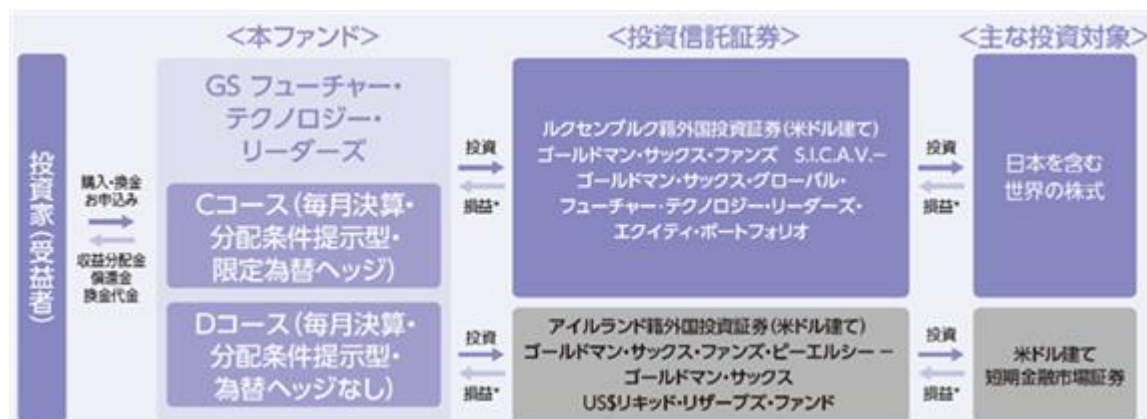 <本ファンド>
<投資信託証券>
<主な投資対象>
投資家(受益者)
購入・換金
お申込み
収益分配金
償還金
換金代金
GS フューチャー・
テクノロジー・
リーダーズ
Cコース(毎月決算・
分配条件提示型・
限定為替ヘッジ)
Dコース(毎月決算・
分配条件提示型・
為替ヘッジなし)
投資
損益*
ルクセンブルク籍外国投資証券(米ドル建て)
ゴールドマン・サックス・ファンズ S.I.C.A.V.−
ゴールドマン・サックス・グローバル・
フューチャー・テクノロジー・リーダーズ・
エクイティ・ポートフォリオ
投資
損益*
日本を含む
世界の株式
投資
損益*
アイルランド籍外国投資証券(米ドル建て)
ゴールドマン・サックス・ファンズ・ピーエルシー −
ゴールドマン・サックス
US$リキッド・リザーブズ・ファンド
投資
損益*
米ドル建て
短期金融市場証券